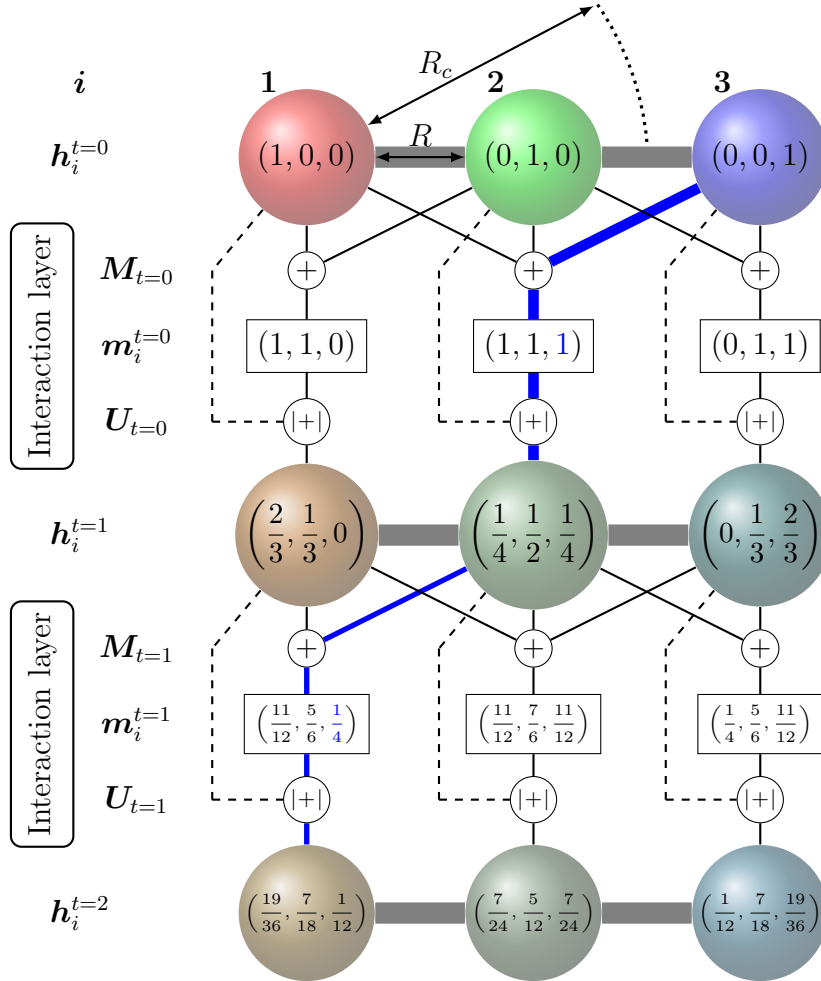 R_c
i 1 2 3
h_i^{t=0} (1, 0, 0) R (0, 1, 0) (0, 0, 1)
Interaction layer
M_{t=0} + + +
m_i^{t=0} (1, 1, 0) (1, 1, 1) (0, 1, 1)
U_{t=0} |+| |+| |+|
h_i^{t=1} (2/3, 1/3, 0) (1/4, 1/2, 1/4) (0, 1/3, 2/3)
Interaction layer
M_{t=1} + + +
m_i^{t=1} (11/12, 5/6, 1/4) (11/12, 7/6, 11/12) (1/4, 5/6, 11/12)
U_{t=1} |+| |+| |+|
h_i^{t=2} (19/36, 7/18, 1/12) (7/24, 5/12, 7/24) (1/12, 7/18, 19/36)